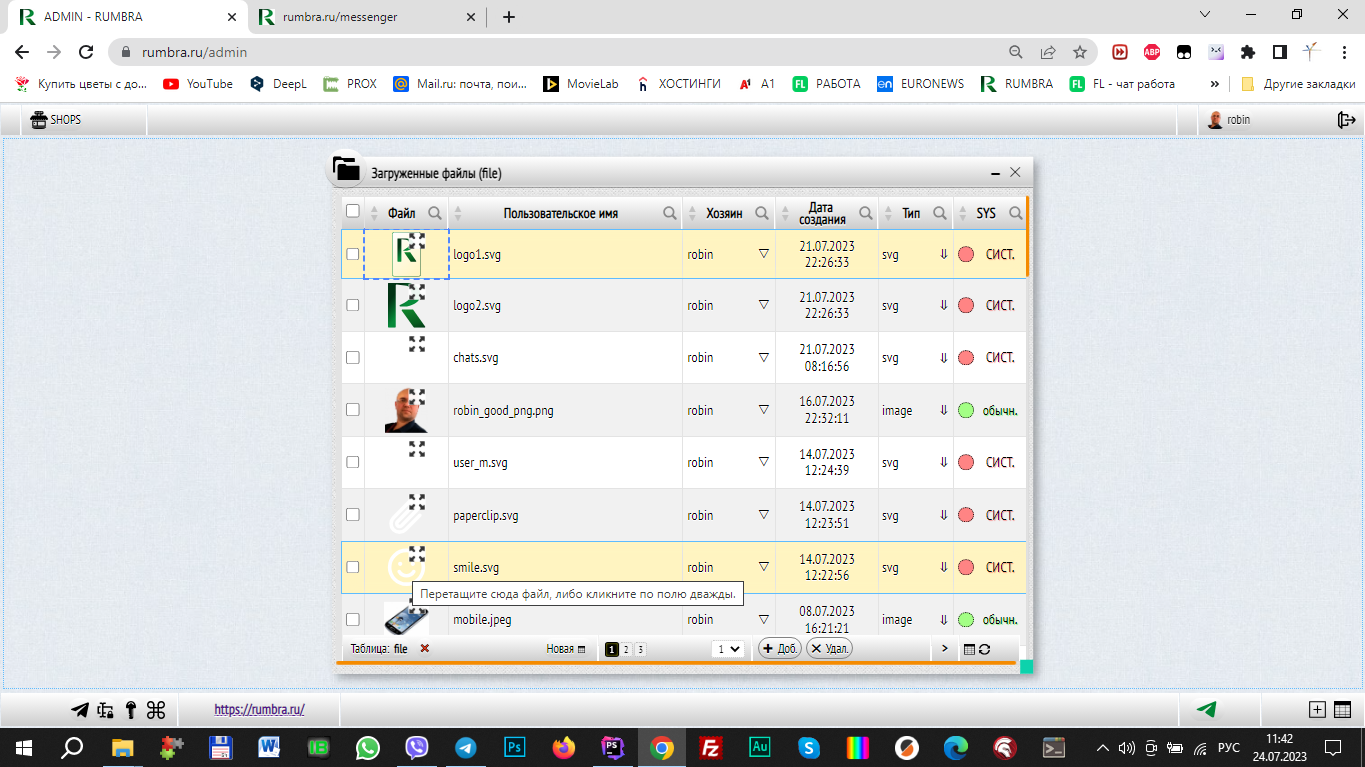 ADMIN - RUMBRA
rumbra.ru/messenger
rumbra.ru/admin
ABP
Купить цветы с до...
YouTube
DeepL
PROX
Mail.ru: почта, пои...
MovieLab
ХОСТИНГИ
A1
FL РАБОТА
en EURONEWS
RUMBRA
FL FL - чат работа
»
Другие закладки
SHOPS
robin
Загруженные файлы (file)
Файл
Пользовательское имя
Хозяин
Дата
создания
Тип
SYS
logo1.svg
robin
21.07.2023
22:26:33
svg
СИСТ.
logo2.svg
robin
21.07.2023
22:26:33
svg
СИСТ.
chats.svg
robin
21.07.2023
08:16:56
svg
СИСТ.
robin_good_png.png
robin
16.07.2023
22:32:11
image
обычн.
user_m.svg
robin
14.07.2023
12:24:39
svg
СИСТ.
paperclip.svg
robin
14.07.2023
12:23:51
svg
СИСТ.
smile.svg
robin
14.07.2023
12:22:56
svg
СИСТ.
Перетащите сюда файл, либо кликните по полю дважды.
mobile.jpeg
robin
08.07.2023
16:21:21
image
обычн.
Таблица: file
Новая
1 2 3
1
Доб.
Удал.
>
https://rumbra.ru/
W
Ps
PS
Fz
Au
S
РУС
11:42
24.07.2023